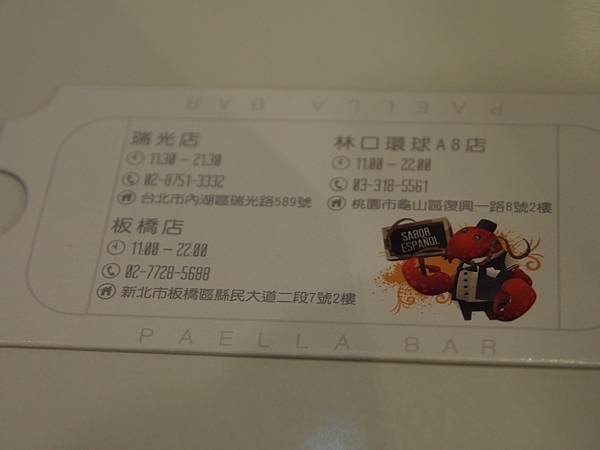 PAELLA BAR
瑞光店
11.30 - 21.30
02-8751-3332
台北市內湖區瑞光路589號
林口環球A8店
11.00 - 22.00
03-318-5561
桃園市龜山區復興一路8號2樓
板橋店
11.00 - 22.00
02-7728-5688
新北市板橋區縣民大道二段7號2樓
SABOR
ESPAÑOL
PAELLA BAR